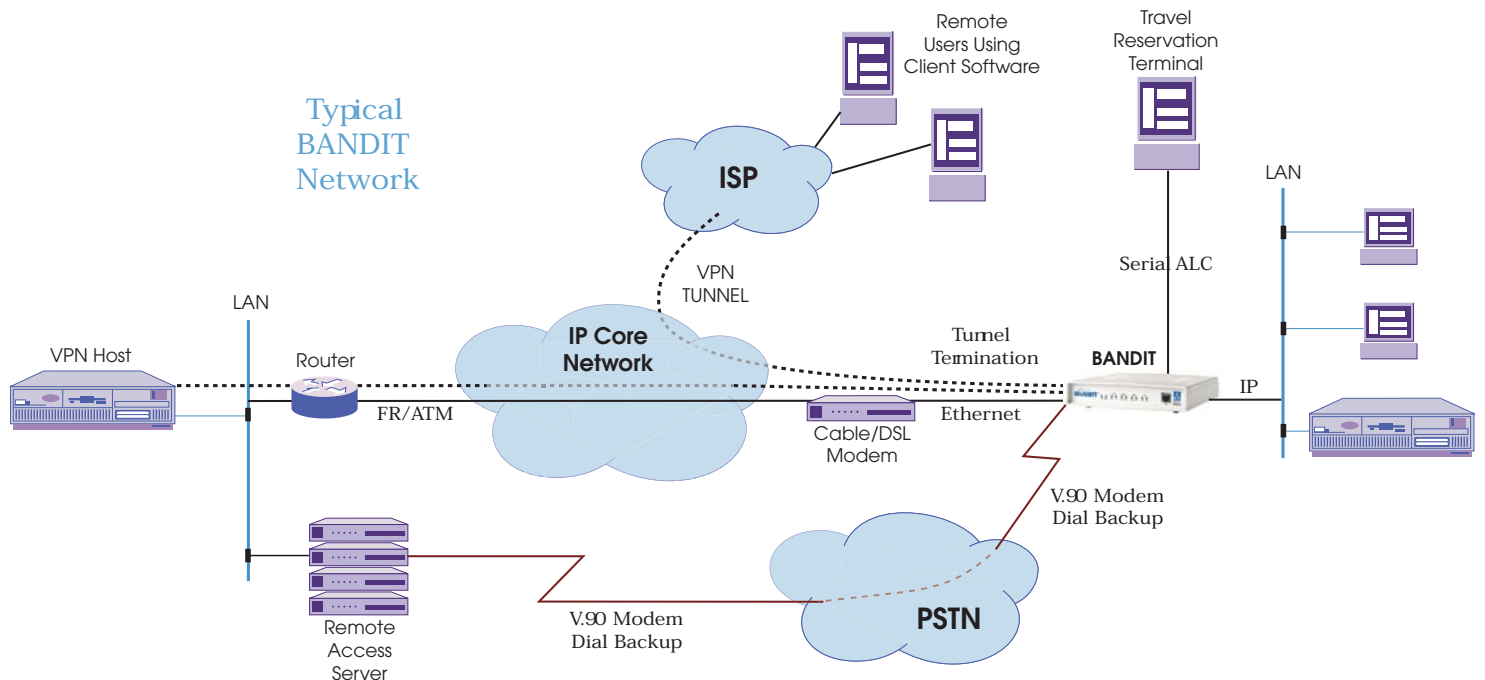 Remote
Users Using
Client Software
Travel
Reservation
Terminal
Typical
BANDIT
Network
ISP
LAN
Serial ALC
VPN
TUNNEL
LAN
IP Core
Network
Tunnel
Termination
BANDIT
VPN Host
Router
IP
FR/ATM
Ethernet
Cable/DSL
Modem
BANDIT
V.90 Modem
Dial Backup
PSTN
V.90 Modem
Dial Backup
Remote
Access
Server